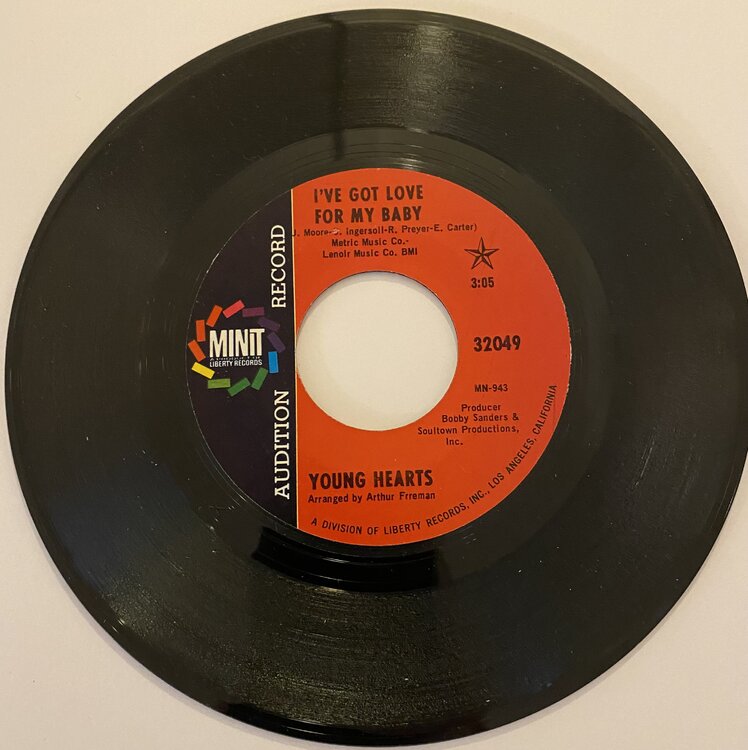 I'VE GOT LOVE
FOR MY BABY
J. Moore- Ingersoll-R. Preyer-E. Carter)
Metric Music Co.-
Lenoir Music Co. BMI
3:05
RECORD
MINIT
LIBERTY RECORDS
32049
MN-943
Producer
Bobby Sanders &
Soultown Productions,
Inc.
AUDITION
YOUNG HEARTS
Arranged by Arthur Frreman
A DIVISION OF LIBERTY RECORDS, INC., LOS ANGELES, CALIFORNIA